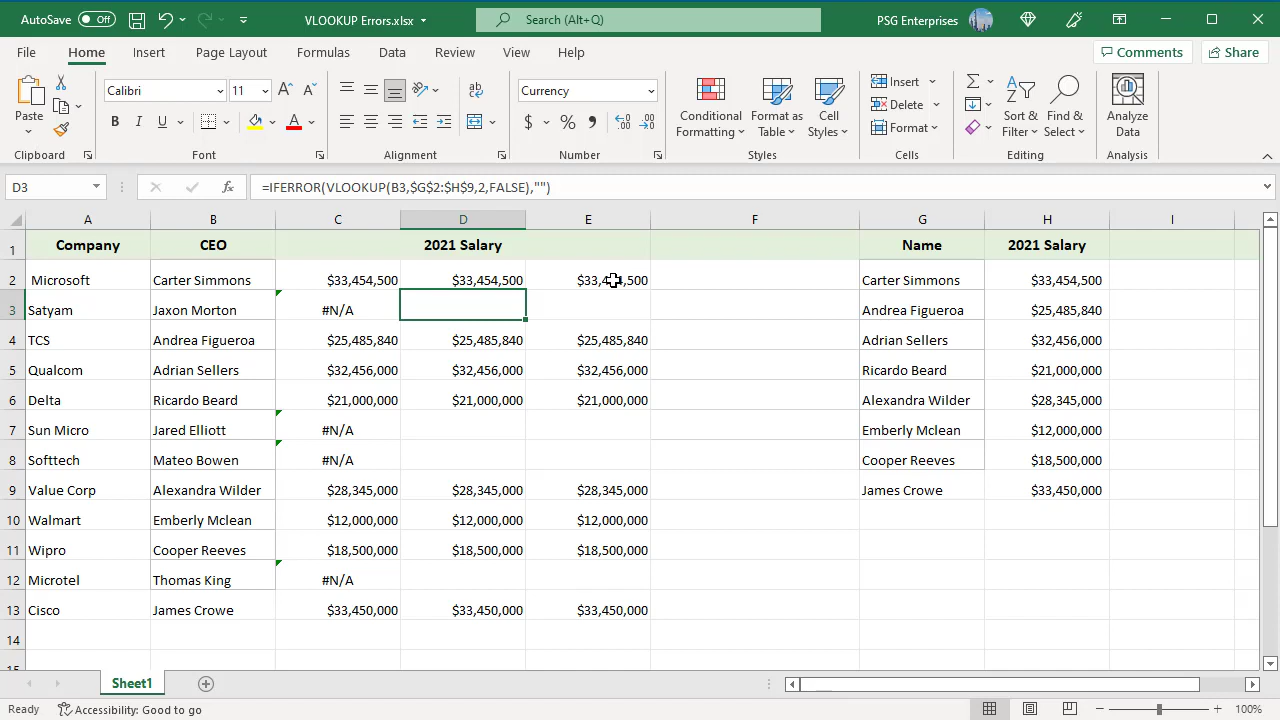 AutoSave Off VLOOKUP Errors.xlsx Search (Alt+Q) PSG Enterprises
File Home Insert Page Layout Formulas Data Review View Help Comments Share
Calibri 11 A A ab Currency Insert Σ
Paste B I U A $ % 9 Conditional Formatting Format as Table Cell Styles Delete Format Sort & Filter Find & Select Analyze Data
Clipboard Font Alignment Number Styles Cells Editing Analysis
D3 fx =IFERROR(VLOOKUP(B3,$G$2:$H$9,2,FALSE),"")
A B C D E F G H I
1 Company CEO 2021 Salary Name 2021 Salary
2 Microsoft Carter Simmons $33,454,500 $33,454,500 $33,454,500 Carter Simmons $33,454,500
3 Satyam Jaxon Morton #N/A Andrea Figueroa $25,485,840
4 TCS Andrea Figueroa $25,485,840 $25,485,840 $25,485,840 Adrian Sellers $32,456,000
5 Qualcom Adrian Sellers $32,456,000 $32,456,000 $32,456,000 Ricardo Beard $21,000,000
6 Delta Ricardo Beard $21,000,000 $21,000,000 $21,000,000 Alexandra Wilder $28,345,000
7 Sun Micro Jared Elliott #N/A Emberly Mclean $12,000,000
8 Softtech Mateo Bowen #N/A Cooper Reeves $18,500,000
9 Value Corp Alexandra Wilder $28,345,000 $28,345,000 $28,345,000 James Crowe $33,450,000
10 Walmart Emberly Mclean $12,000,000 $12,000,000 $12,000,000
11 Wipro Cooper Reeves $18,500,000 $18,500,000 $18,500,000
12 Microtel Thomas King #N/A
13 Cisco James Crowe $33,450,000 $33,450,000 $33,450,000
14
15
Sheet1
Ready Accessibility: Good to go 100%